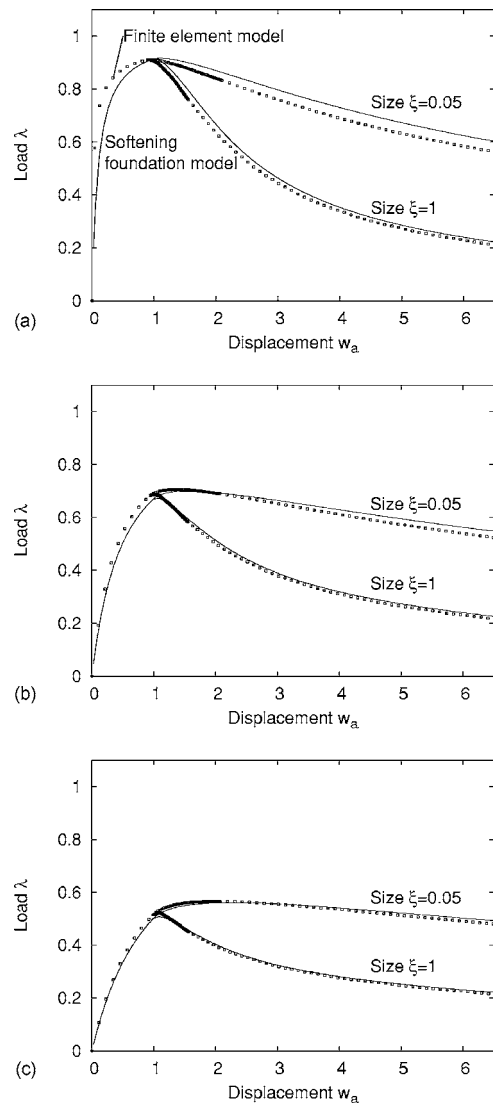 1
0.8
0.6
0.4
0.2
0
Load λ
Finite element model
Softening
foundation model
Size ξ=0.05
Size ξ=1
0 1 2 3 4 5 6
(a)
Displacement wₐ
1
0.8
0.6
0.4
0.2
0
Load λ
Size ξ=0.05
Size ξ=1
0 1 2 3 4 5 6
(b)
Displacement wₐ
1
0.8
0.6
0.4
0.2
0
Load λ
Size ξ=0.05
Size ξ=1
0 1 2 3 4 5 6
(c)
Displacement wₐ